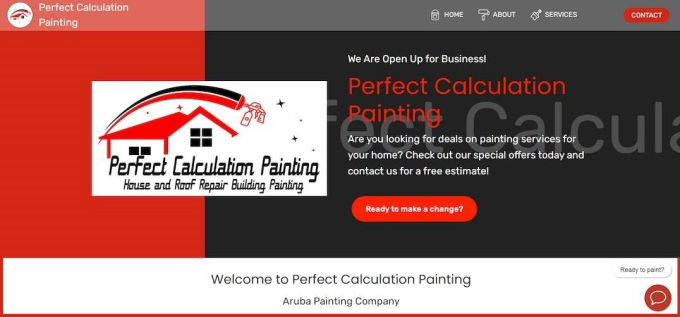 Perfect Calculation
Painting
HOME
ABOUT
SERVICES
CONTACT
We Are Open Up for Business!
Perfect Calculation
Painting
Perfect Calculation Painting
House and Roof Repair Building Painting
fect Calcula
Are you looking for deals on painting services for
your home? Check out our special offers today and
contact us for a free estimate!
Ready to make a change?
Welcome to Perfect Calculation Painting
Aruba Painting Company
Ready to paint?